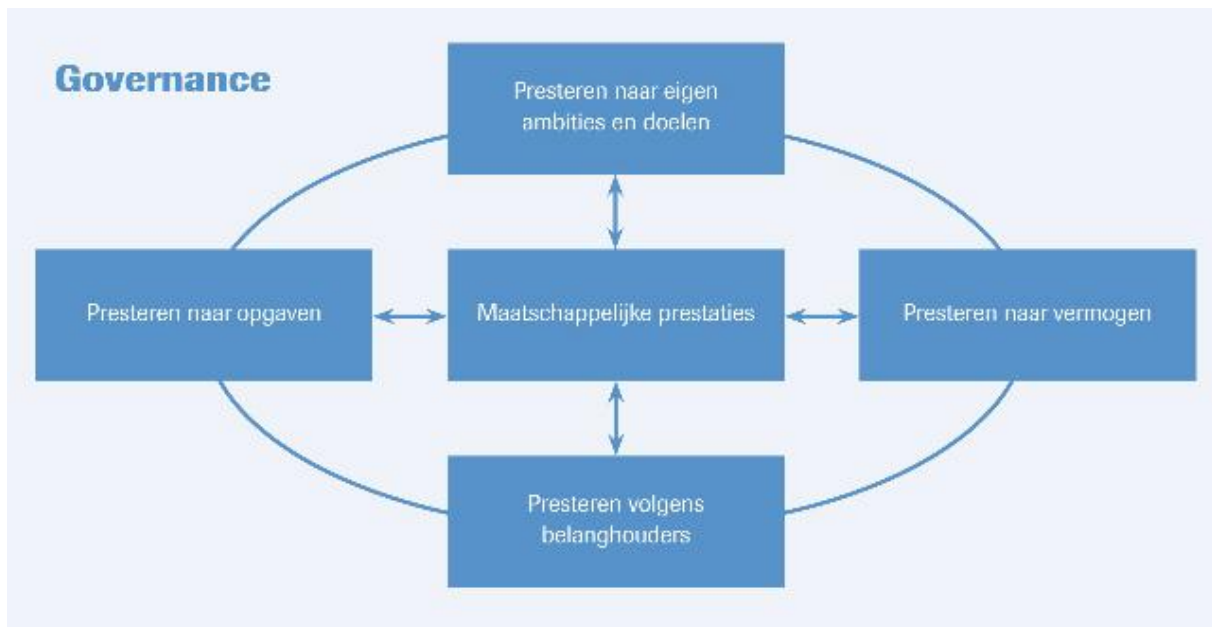 Governance
Presteren naar eigen
ambities en doelen
Presteren naar opgaven
Maatschappelijke prestaties
Presteren naar vermogen
Presteren volgens
belanghouders